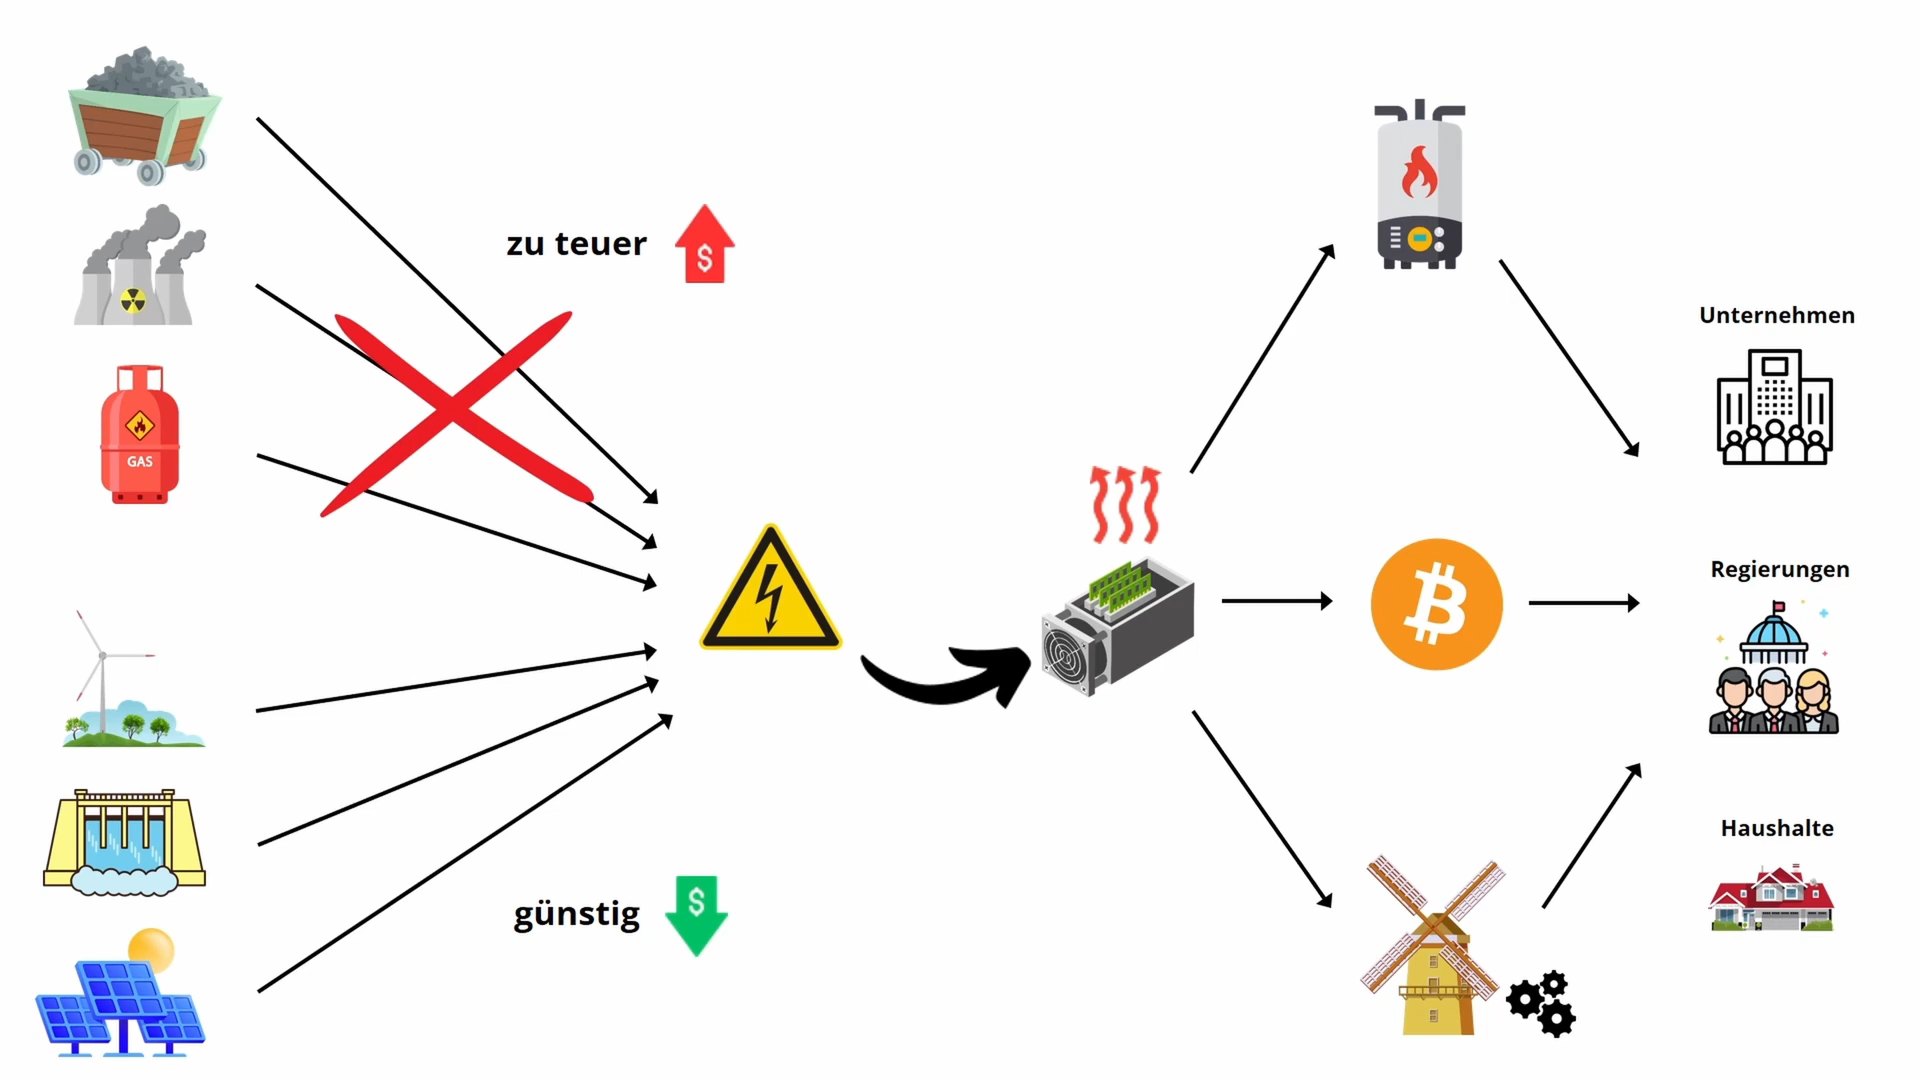 zu teuer
$
GAS
günstig
$
Unternehmen
Regierungen
Haushalte